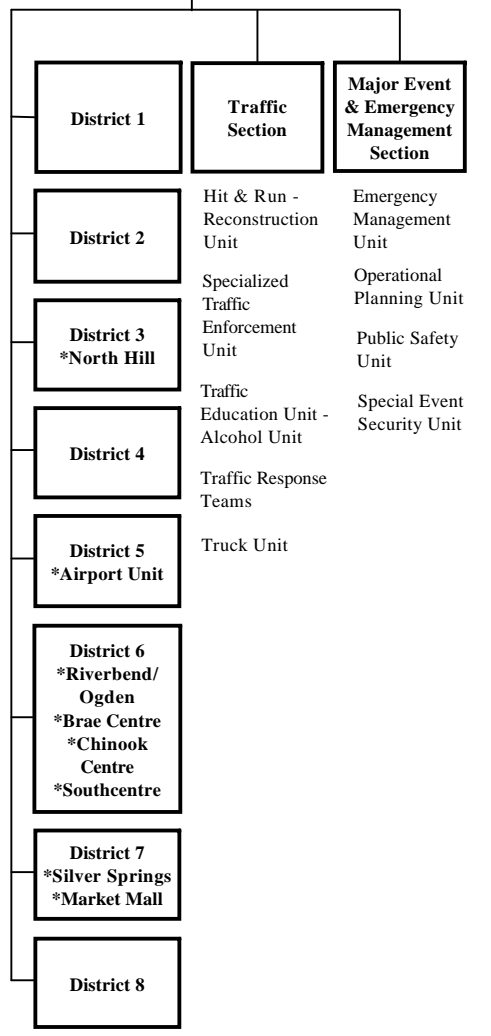 District 1
Traffic
Section
Major Event
& Emergency
Management
Section
District 2
District 3
*North Hill
District 4
District 5
*Airport Unit
District 6
*Riverbend/
Ogden
*Brae Centre
*Chinook
Centre
*Southcentre
District 7
*Silver Springs
*Market Mall
District 8
Hit & Run -
Reconstruction
Unit
Specialized
Traffic
Enforcement
Unit
Traffic
Education Unit -
Alcohol Unit
Traffic Response
Teams
Truck Unit
Emergency
Management
Unit
Operational
Planning Unit
Public Safety
Unit
Special Event
Security Unit